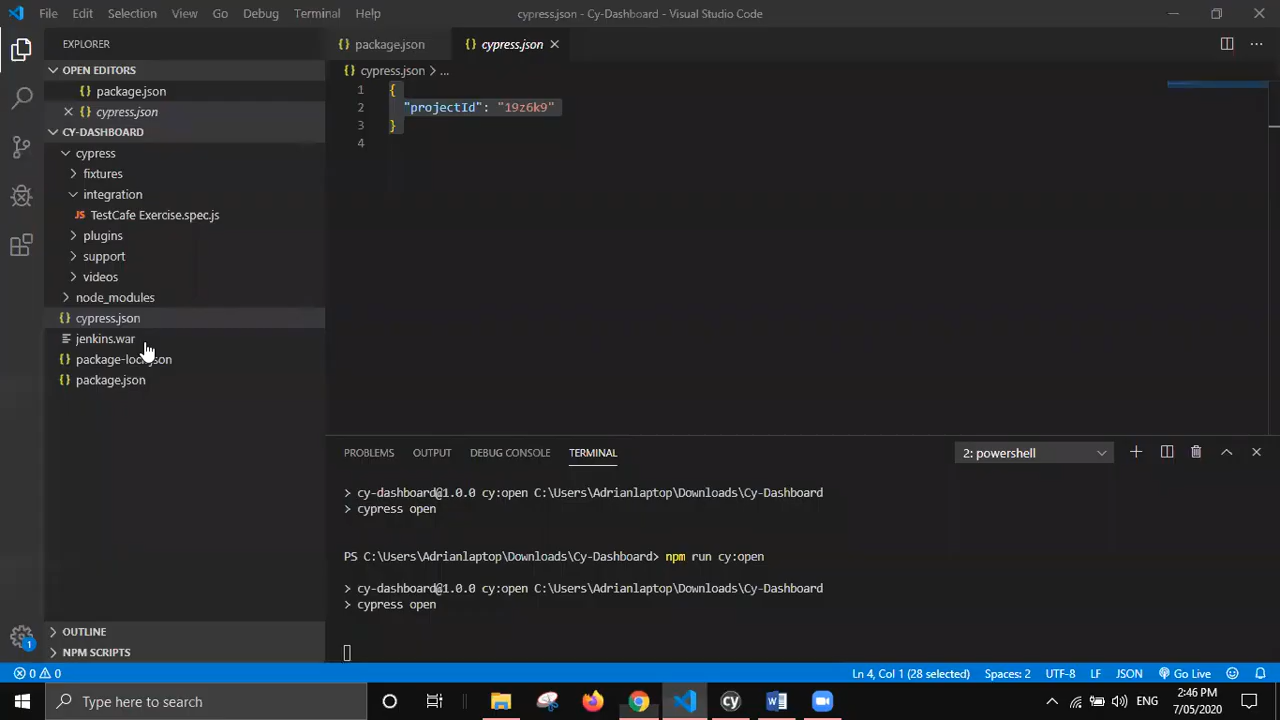 File Edit Selection View Go Debug Terminal Help
cypress.json - Cy-Dashboard - Visual Studio Code
EXPLORER
OPEN EDITORS
package.json
cypress.json
CY-DASHBOARD
cypress
fixtures
integration
JS TestCafe Exercise.spec.js
plugins
support
videos
node_modules
{} cypress.json
jenkins.war
{} package-lock.json
{} package.json
OUTLINE
NPM SCRIPTS
{} package.json
{} cypress.json
{} cypress.json > ...
1 {
2 "projectId": "19z6k9"
3 }
4
PROBLEMS OUTPUT DEBUG CONSOLE TERMINAL
2: powershell
> cy-dashboard@1.0.0 cy:open C:\Users\Adrianlaptop\Downloads\Cy-Dashboard
> cypress open
PS C:\Users\Adrianlaptop\Downloads\Cy-Dashboard> npm run cy:open
> cy-dashboard@1.0.0 cy:open C:\Users\Adrianlaptop\Downloads\Cy-Dashboard
> cypress open
1
0 0
Ln 4, Col 1 (28 selected) Spaces: 2 UTF-8 LF JSON Go Live
Type here to search
cy
W
ENG
2:46 PM
7/05/2020